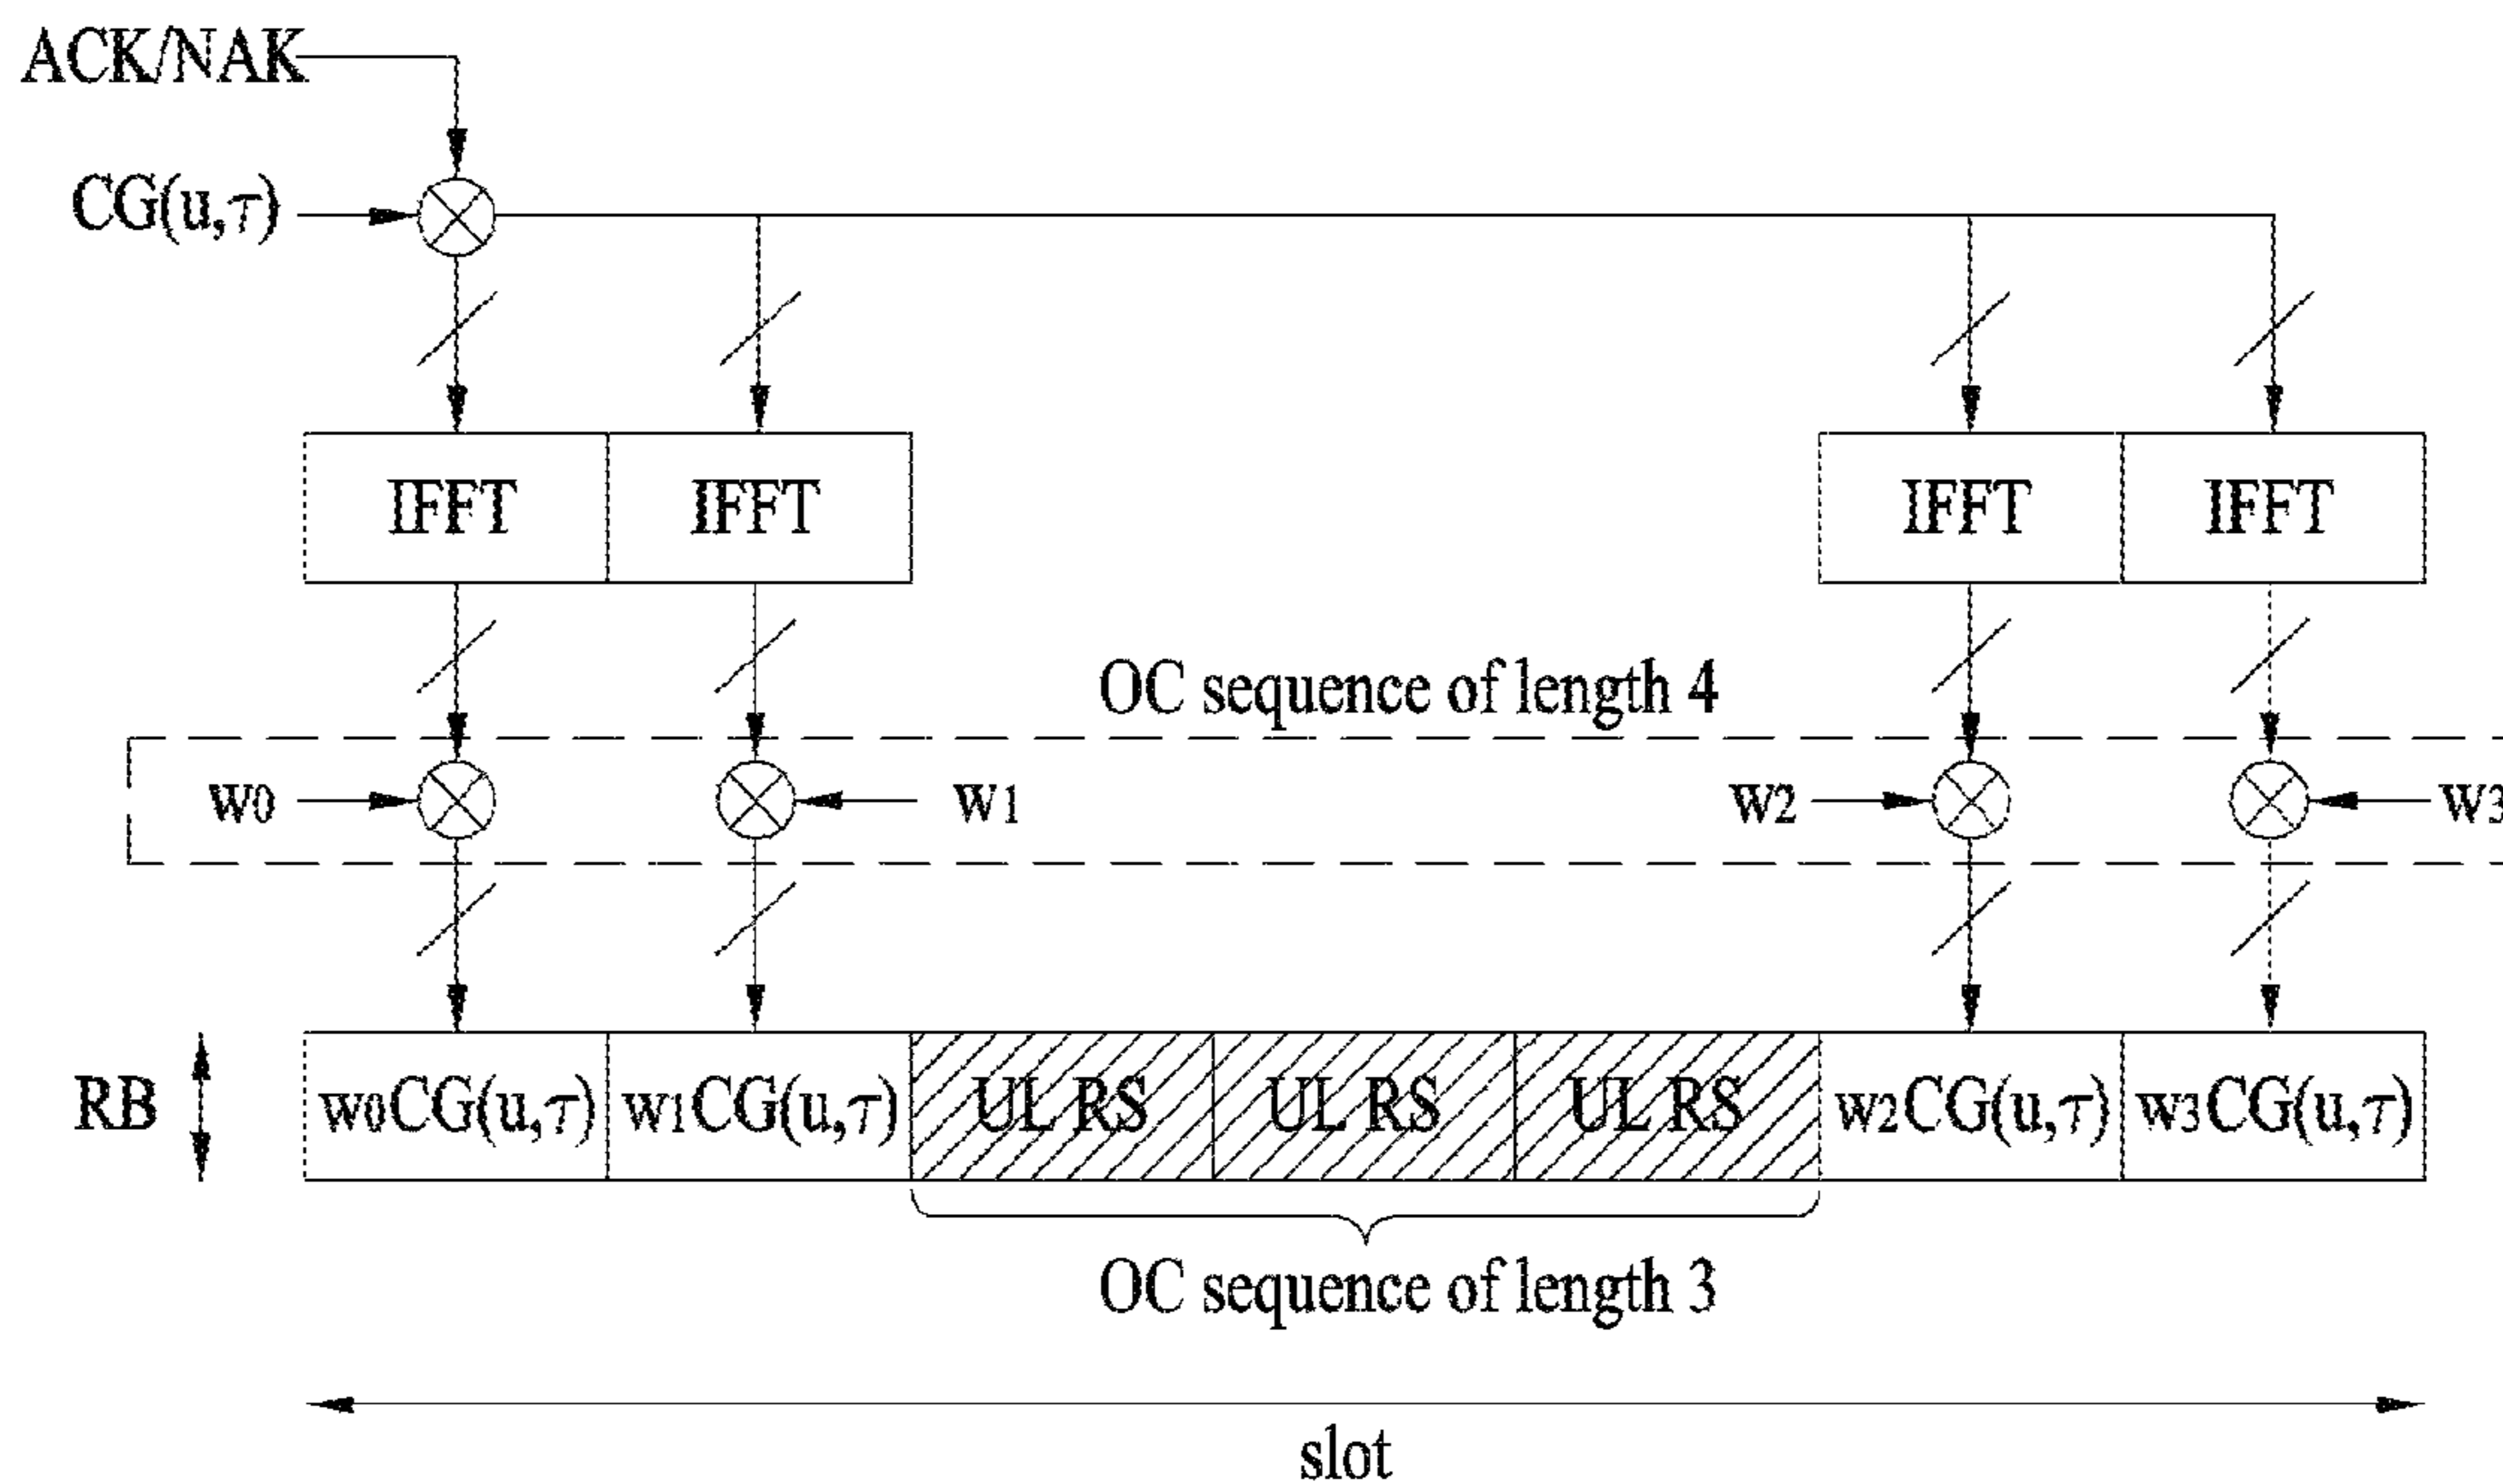 ACK/NAK
CG(u,τ)
IFFT IFFT IFFT IFFT
OC sequence of length 4
w0 w1 w2 w3
RB w0CG(u,τ) w1CG(u,τ) UL RS UL RS UL RS w2CG(u,τ) w3CG(u,τ)
OC sequence of length 3
slot